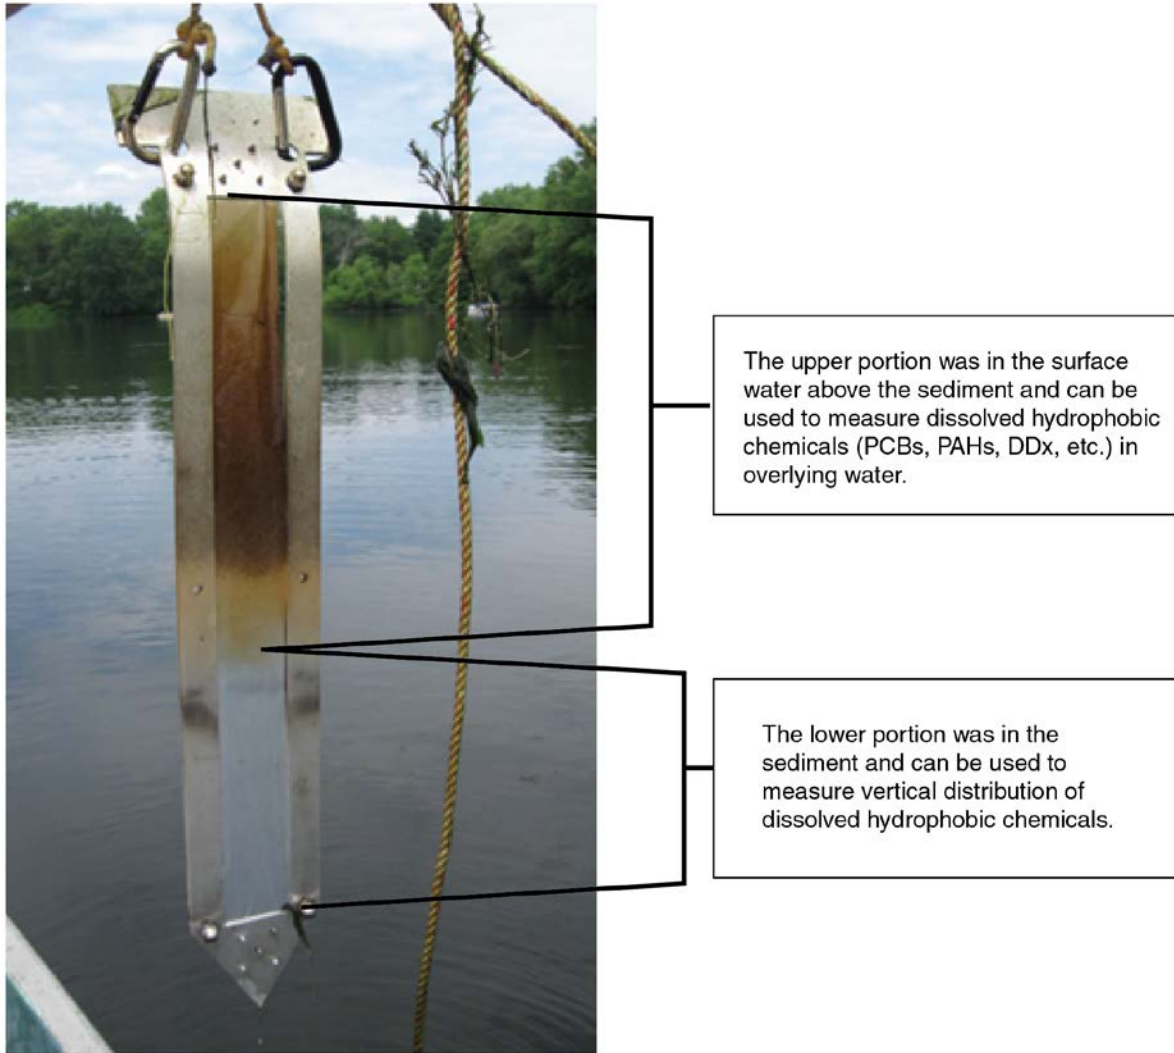 The upper portion was in the surface
water above the sediment and can be
used to measure dissolved hydrophobic
chemicals (PCBs, PAHs, DDx, etc.) in
overlying water.
The lower portion was in the
sediment and can be used to
measure vertical distribution of
dissolved hydrophobic chemicals.